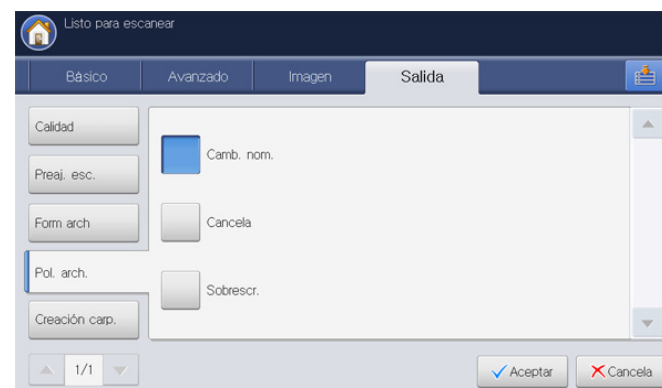 Listo para escanear
Básico
Avanzado
Imagen
Salida
Calidad
Preaj. esc.
Form arch
Pol. arch.
Creación carp.
Camb. nom.
Cancela
Sobrescr.
1/1
Aceptar
Cancela